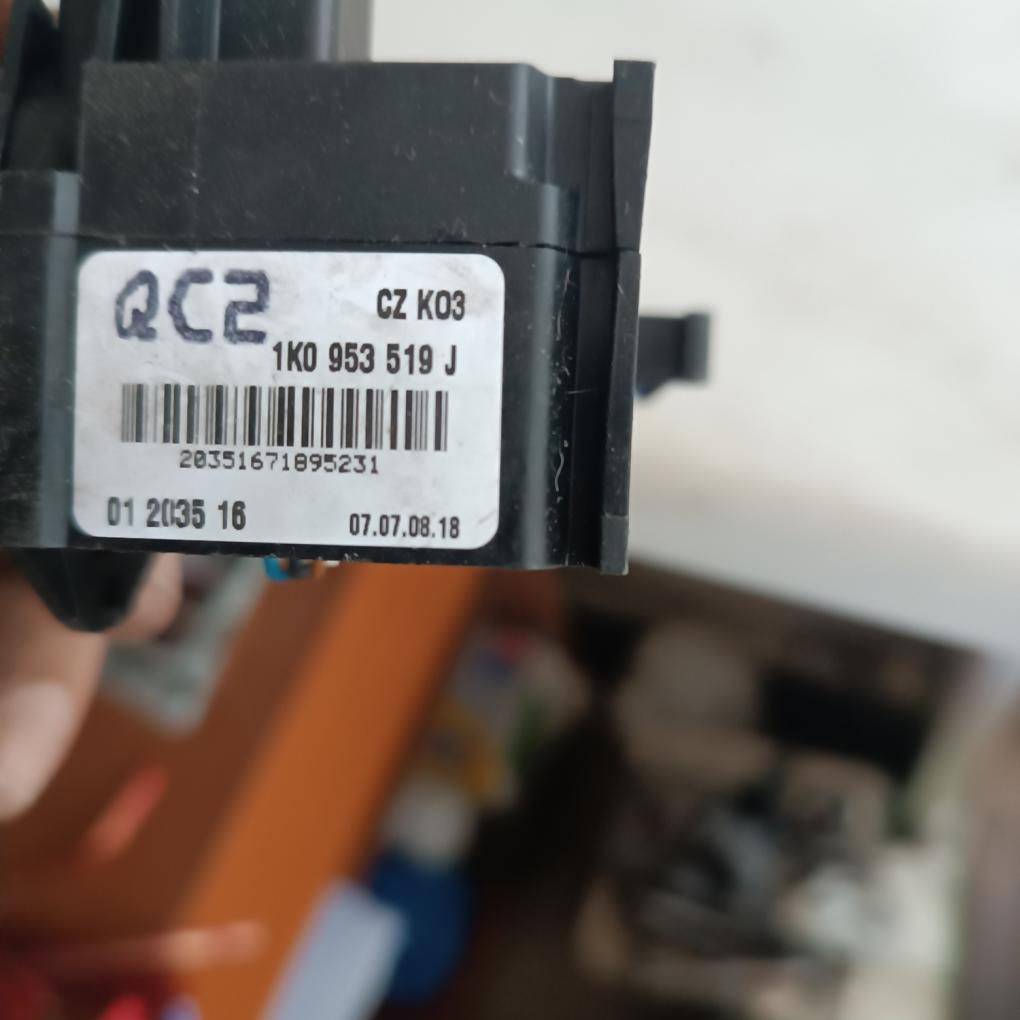 QC2
CZ K03
1K0 953 519 J
20351671895231
01 2035 16
07.07.08.18